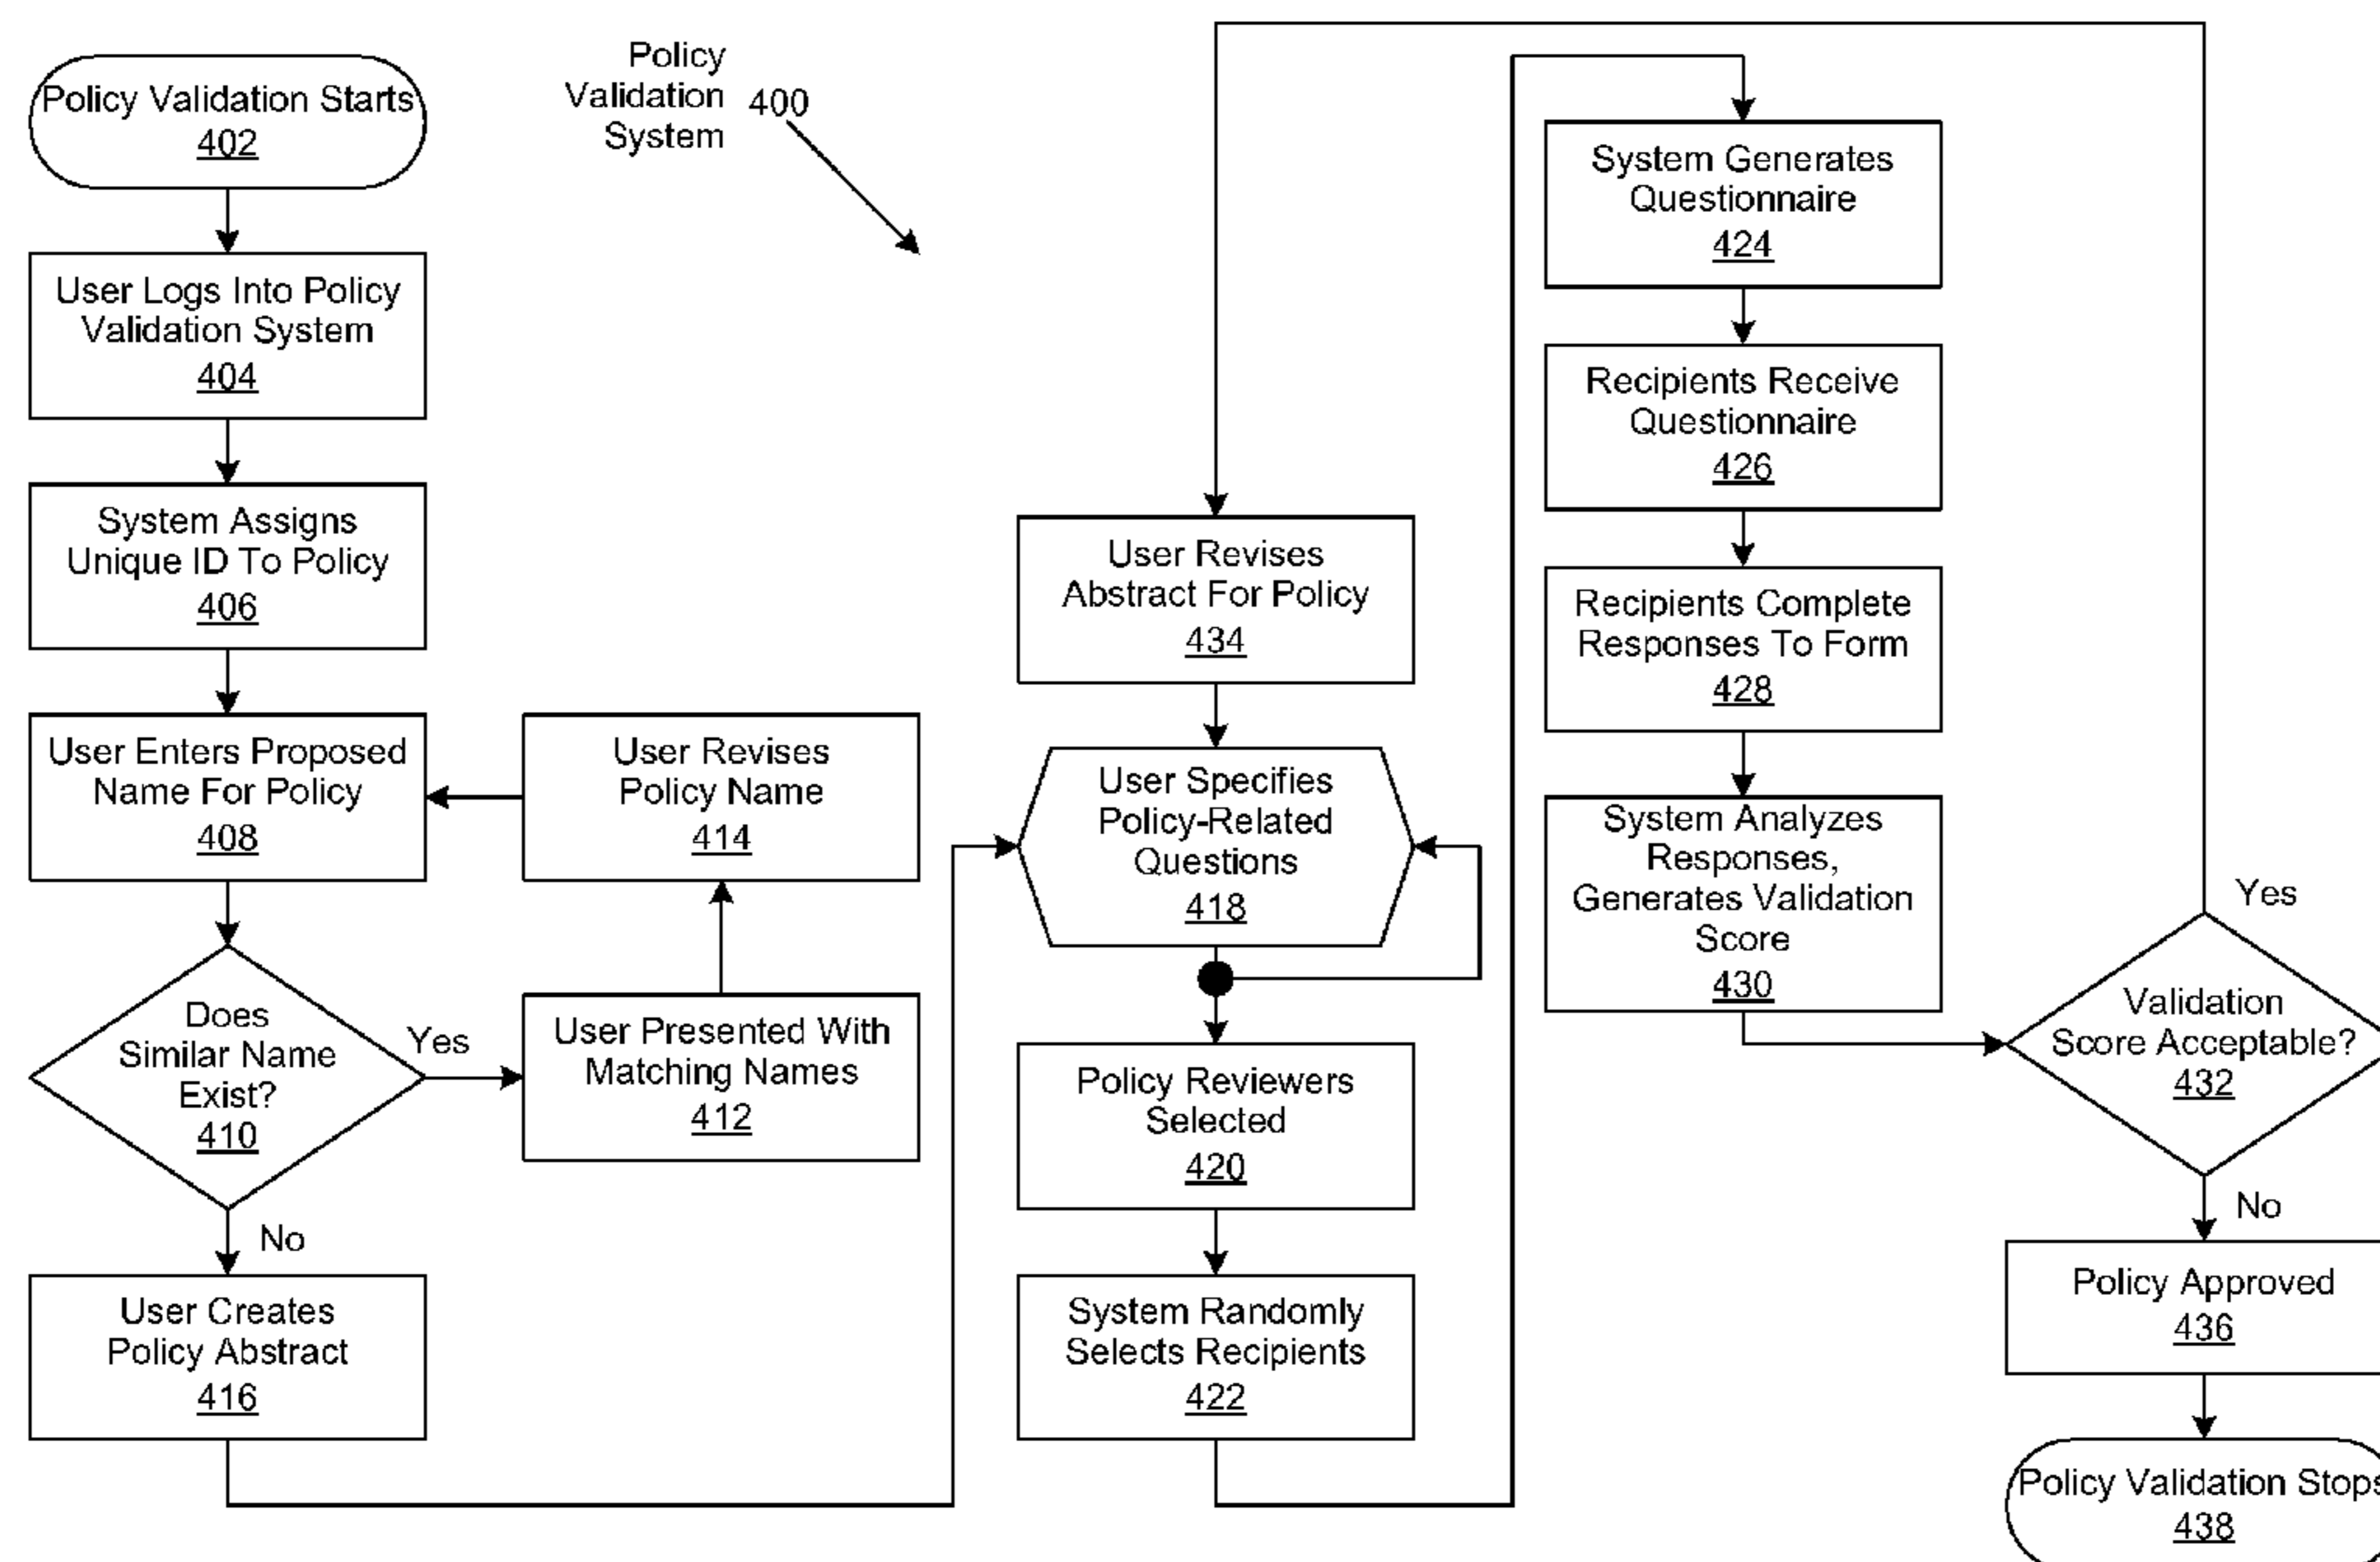 Policy Validation Starts
402
User Logs Into Policy
Validation System
404
System Assigns
Unique ID To Policy
406
User Enters Proposed
Name For Policy
408
Does
Similar Name
Exist?
410
Yes
No
User Creates
Policy Abstract
416
Policy
Validation
System
400
User Revises
Policy Name
414
User Presented With
Matching Names
412
User Revises
Abstract For Policy
434
User Specifies
Policy-Related
Questions
418
Policy Reviewers
Selected
420
System Randomly
Selects Recipients
422
System Generates
Questionnaire
424
Recipients Receive
Questionnaire
426
Recipients Complete
Responses To Form
428
System Analyzes
Responses,
Generates Validation
Score
430
Yes
Validation
Score Acceptable?
432
No
Policy Approved
436
Policy Validation Stops
438